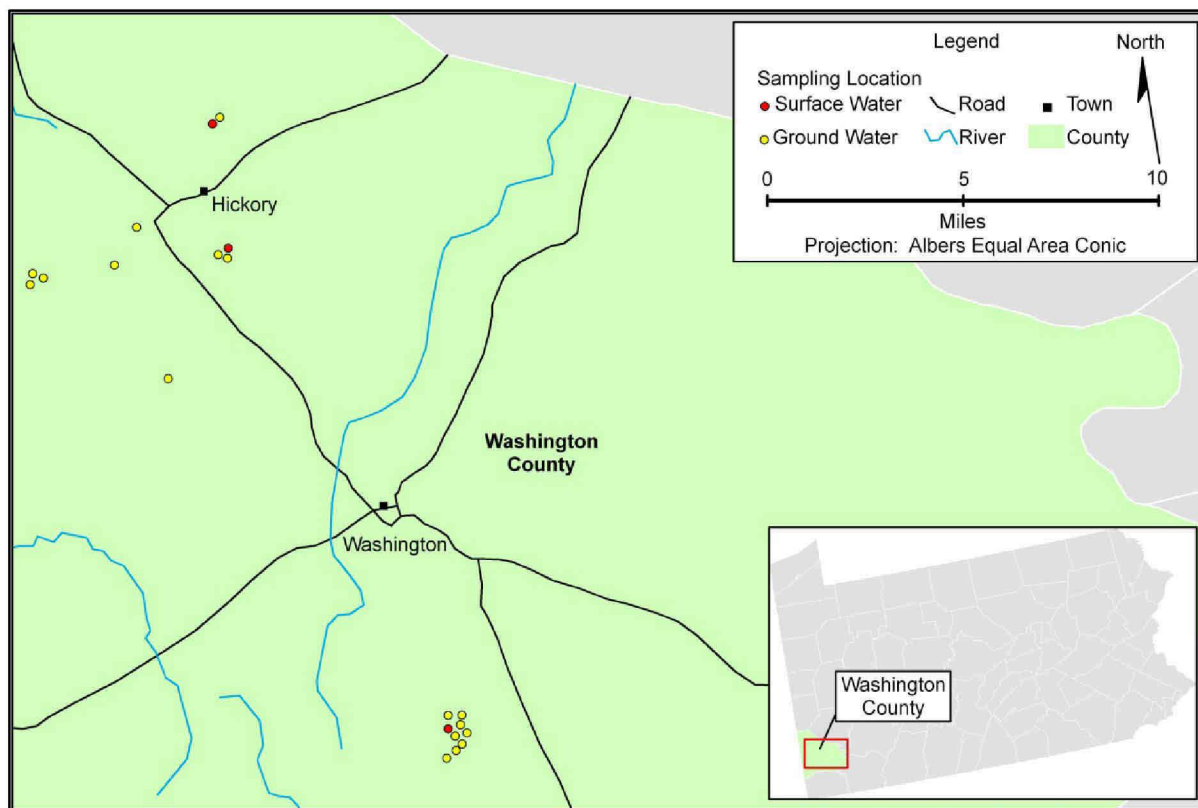 Legend
North
Sampling Location
Surface Water
Road
Town
Ground Water
River
County
0
5
10
Miles
Projection: Albers Equal Area Conic
Hickory
Washington
County
Washington
Washington
County